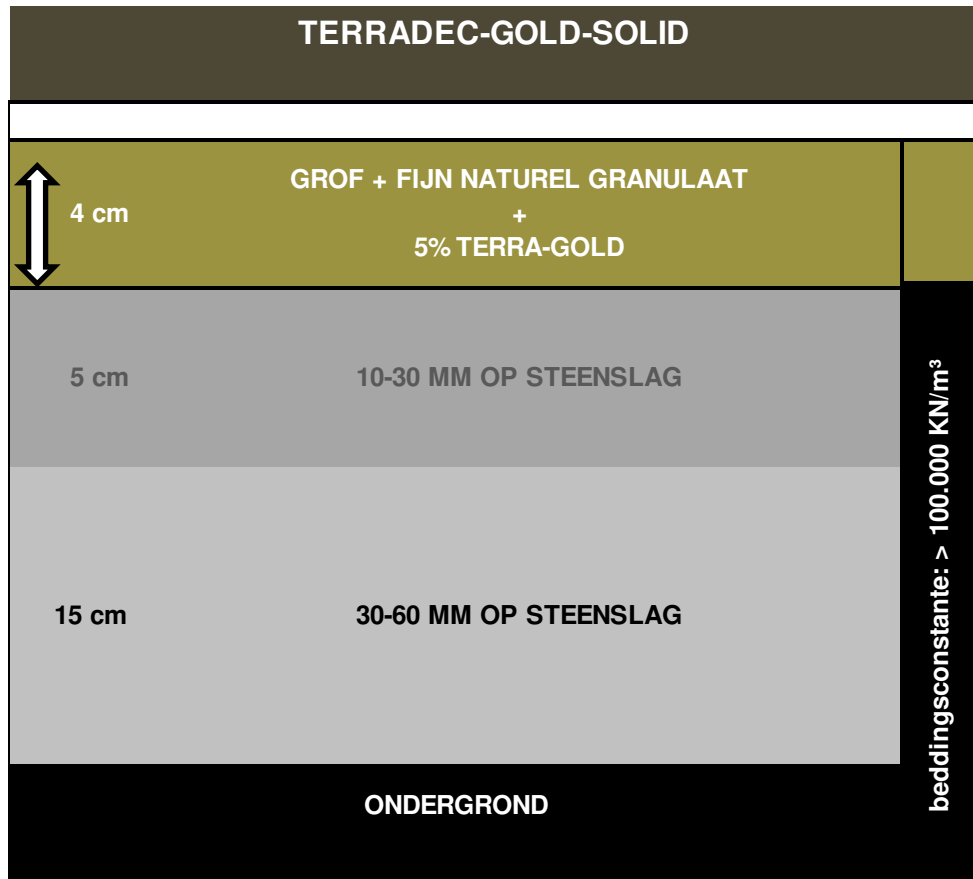 TERRADEC-GOLD-SOLID
4 cm
GROF + FIJN NATUREL GRANULAAT
+
5% TERRA-GOLD
5 cm
10-30 MM OP STEENSLAG
15 cm
30-60 MM OP STEENSLAG
beddingsconstante: > 100.000 KN/m³
ONDERGROND